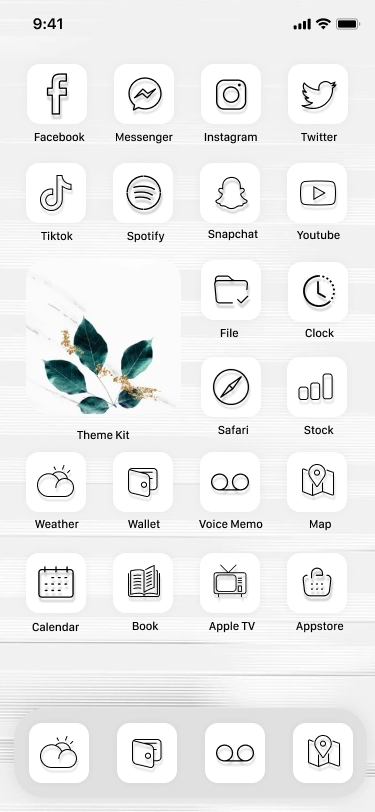 9:41
Facebook
Messenger
Instagram
Twitter
Tiktok
Spotify
Snapchat
Youtube
File
Clock
Safari
Stock
Theme Kit
Weather
Wallet
Voice Memo
Map
Calendar
Book
Apple TV
Appstore